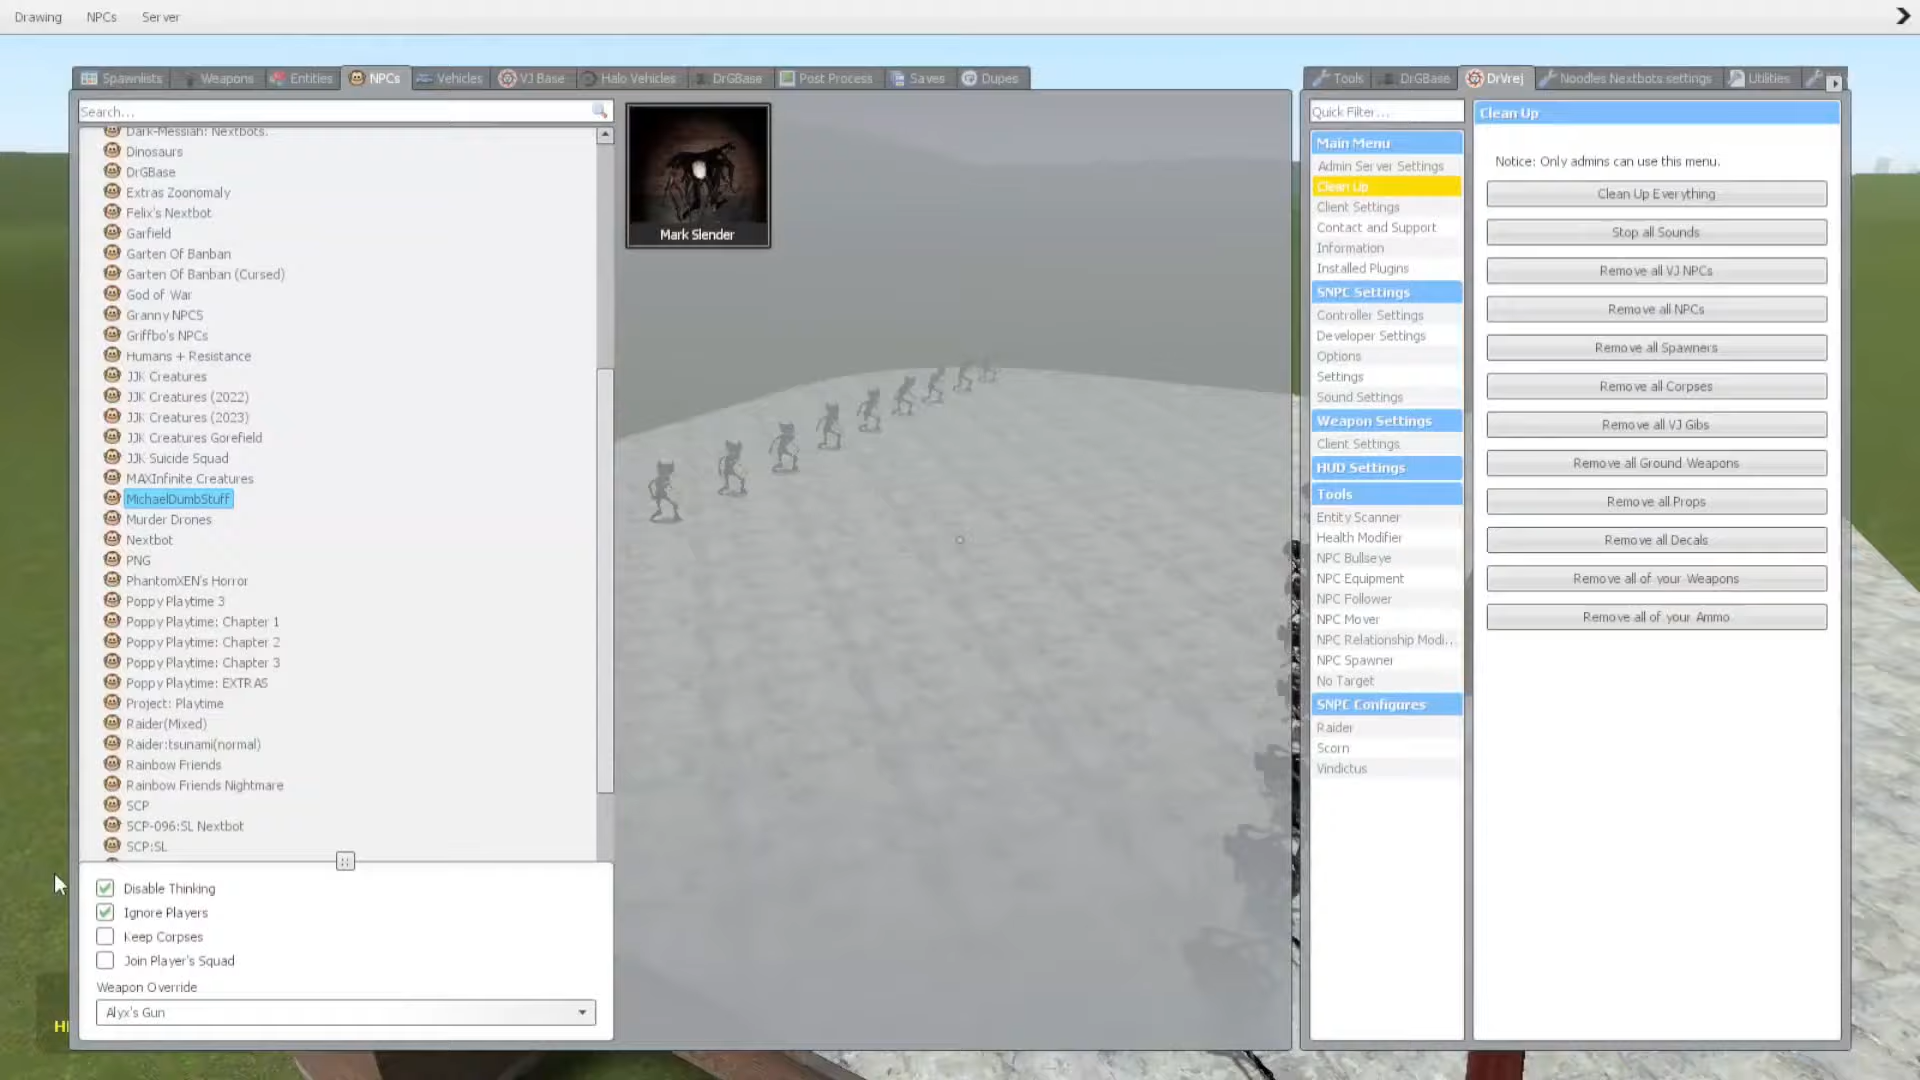 Drawing NPCs Server
Spawnlists Weapons Entities NPCs Vehicles VJ Base Halo Vehicles DrGBase Post Process Saves Dupes
Search...
Dark-Messiah: Nextbots.
Dinosaurs
DrGBase
Extras Zoonomaly
Felix's Nextbot
Garfield
Garten Of Banban
Garten Of Banban (Cursed)
God of War
Granny NPCS
Griffbo's NPCs
Humans + Resistance
JJK Creatures
JJK Creatures (2022)
JJK Creatures (2023)
JJK Creatures Gorefield
JJK Suicide Squad
MAXInfinite Creatures
MichaelDumbStuff
Murder Drones
Nextbot
PNG
PhantomXEN's Horror
Poppy Playtime 3
Poppy Playtime: Chapter 1
Poppy Playtime: Chapter 2
Poppy Playtime: Chapter 3
Poppy Playtime: EXTRAS
Project: Playtime
Raider(Mixed)
Raider:tsunami(normal)
Rainbow Friends
Rainbow Friends Nightmare
SCP
SCP-096:SL Nextbot
SCP:SL
Disable Thinking
Ignore Players
Keep Corpses
Join Player's Squad
Weapon Override
Alyx's Gun
Mark Slender
Tools DrGBase DrVrej Noodles Nextbots settings Utilities
Quick Filter...
Main Menu
Admin Server Settings
Clean Up
Client Settings
Contact and Support
Information
Installed Plugins
SNPC Settings
Controller Settings
Developer Settings
Options
Settings
Sound Settings
Weapon Settings
Client Settings
HUD Settings
Tools
Entity Scanner
Health Modifier
NPC Bullseye
NPC Equipment
NPC Follower
NPC Mover
NPC Relationship Modi...
NPC Spawner
No Target
SNPC Configures
Raider
Scorn
Vindictus
Clean Up
Notice: Only admins can use this menu.
Clean Up Everything
Stop all Sounds
Remove all VJ NPCs
Remove all NPCs
Remove all Spawners
Remove all Corpses
Remove all VJ Gibs
Remove all Ground Weapons
Remove all Props
Remove all Decals
Remove all of your Weapons
Remove all of your Ammo